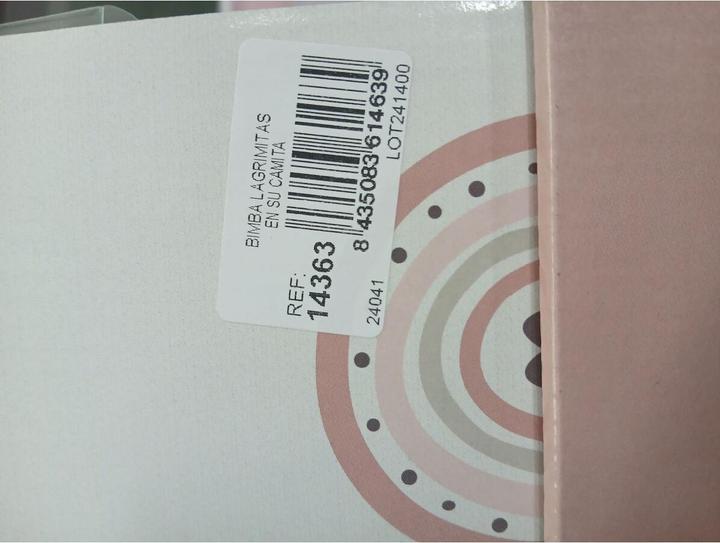 BIMBA LAGRIMITAS
EN SU CAMITA
REF:
14363
8 435083 614639
LOT241400
24041